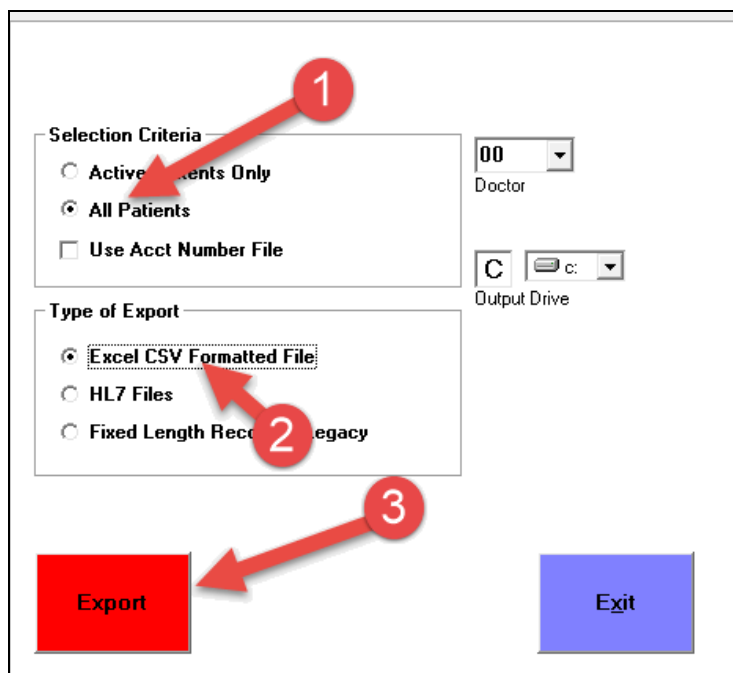 1
Selection Criteria
Active ents Only
All Patients
Use Acct Number File
00
Doctor
C
c:
Output Drive
Type of Export
Excel CSV Formatted File
HL7 Files
Fixed Length Reco egacy
2
3
Export
Exit